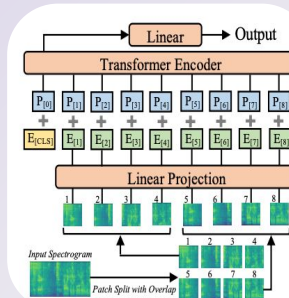 Linear Output
Transformer Encoder
P[0] P[1] P[2] P[3] P[4] P[5] P[6] P[7] P[8]
+ + + + + + + + +
E[CLS] E[1] E[2] E[3] E[4] E[5] E[6] E[7] E[8]
Linear Projection
1 2 3 4 5 6 7 8
Input Spectrogram
1 2 3 4
5 6 7 8
Patch Split with Overlap